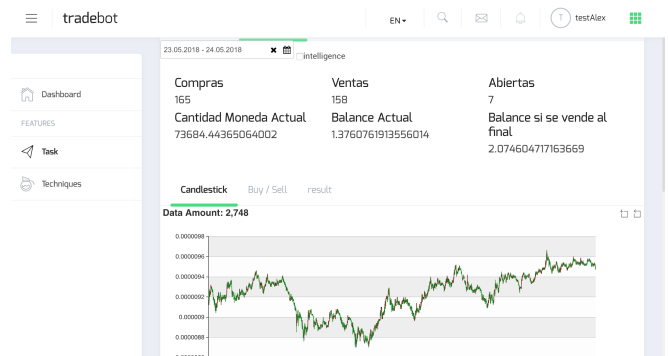 tradebot
EN
T
testAlex
23.05.2018 - 24.05.2018
intelligence
Dashboard
FEATURES
Task
Techniques
Compras
165
Ventas
158
Abiertas
7
Cantidad Moneda Actual
73684.44365064002
Balance Actual
1.3760761913556014
Balance si se vende al
final
2.074604717163669
Candlestick
Buy / Sell
result
Data Amount: 2,748
0.0000098
0.0000096
0.0000094
0.0000092
0.000009
0.0000088